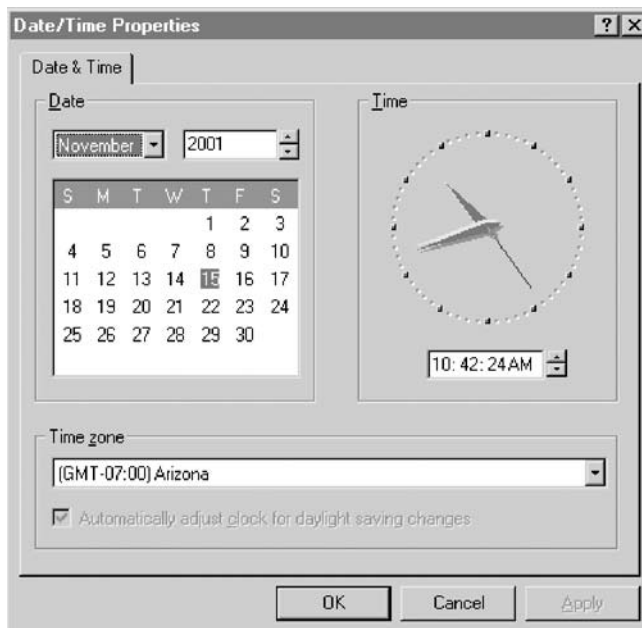 Date/Time Properties
Date & Time
Date
November 2001
S M T W T F S
1 2 3
4 5 6 7 8 9 10
11 12 13 14 15 16 17
18 19 20 21 22 23 24
25 26 27 28 29 30
Time
10:42:24 AM
Time zone
(GMT-07:00) Arizona
Automatically adjust clock for daylight saving changes
OK Cancel Apply